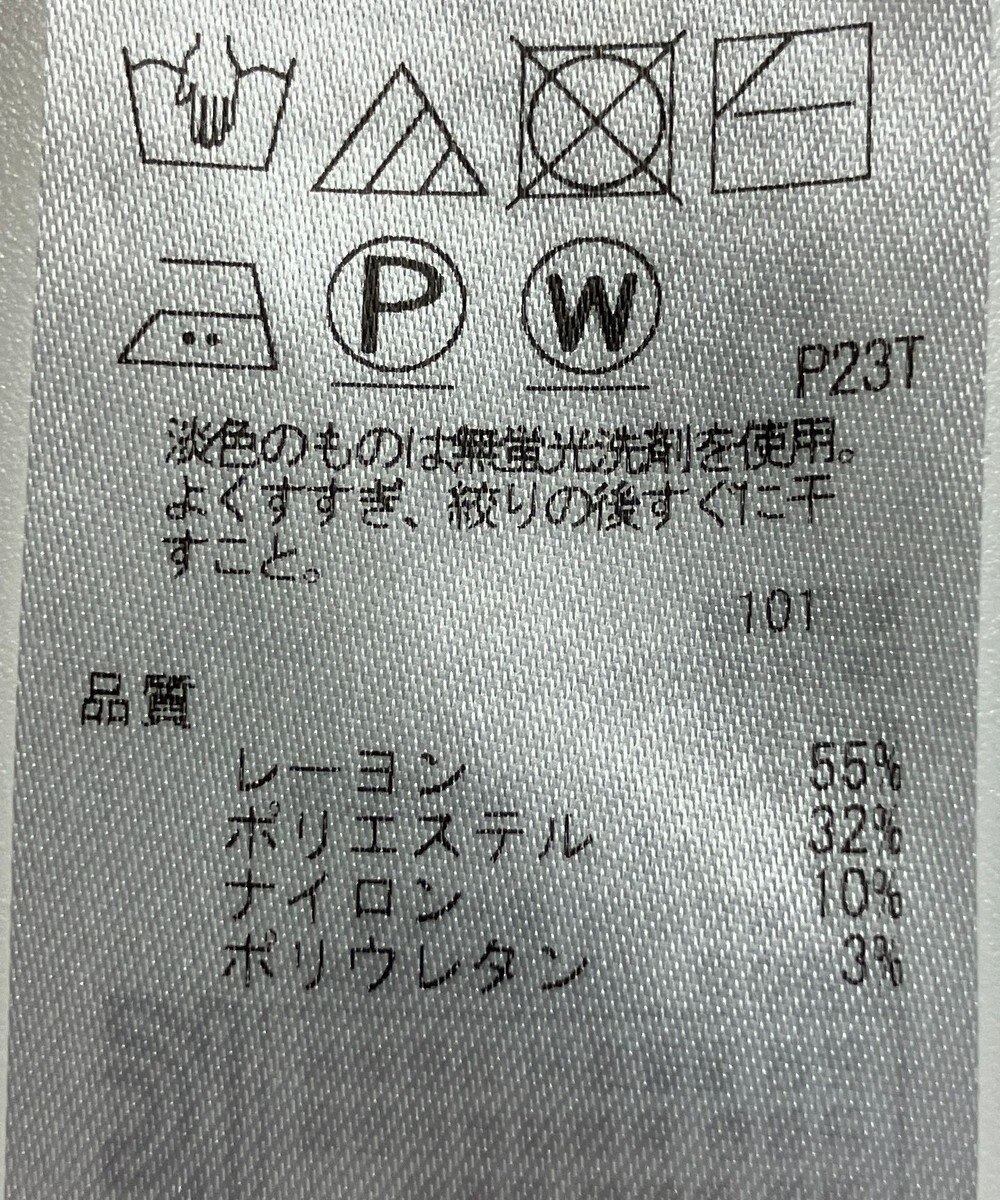 P W P23T
淡色のものは無蛍光洗剤を使用。
よくすすぎ、絞りの後すぐに干
すこと。
101
品質
レーヨン 55%
ポリエステル 32%
ナイロン 10%
ポリウレタン 3%